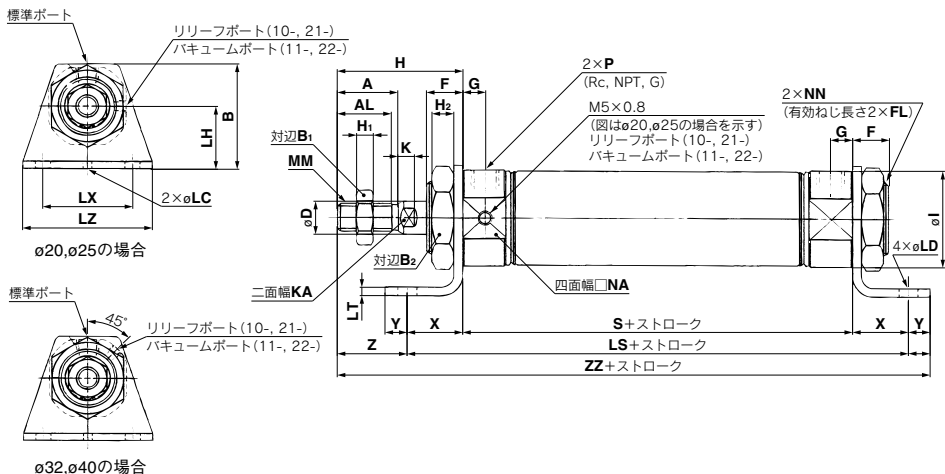 標準ポート
リリーフポート(10-, 21-)
バキュームポート(11-, 22-)
B
LH
LX
LZ
2×øLC
ø20,ø25の場合
標準ポート
45°
リリーフポート(10-, 21-)
バキュームポート(11-, 22-)
ø32,ø40の場合
H
A
F
G
AL
H2
H1
K
対辺B1
MM
øD
対辺B2
二面幅KA
LT
2×P
(Rc, NPT, G)
M5×0.8
(図はø20,ø25の場合を示す)
リリーフポート(10-, 21-)
バキュームポート(11-, 22-)
2×NN
(有効ねじ長さ2×FL)
G
F
øI
4×øLD
四面幅□NA
Y
X
S+ストローク
X
Y
Z
LS+ストローク
ZZ+ストローク